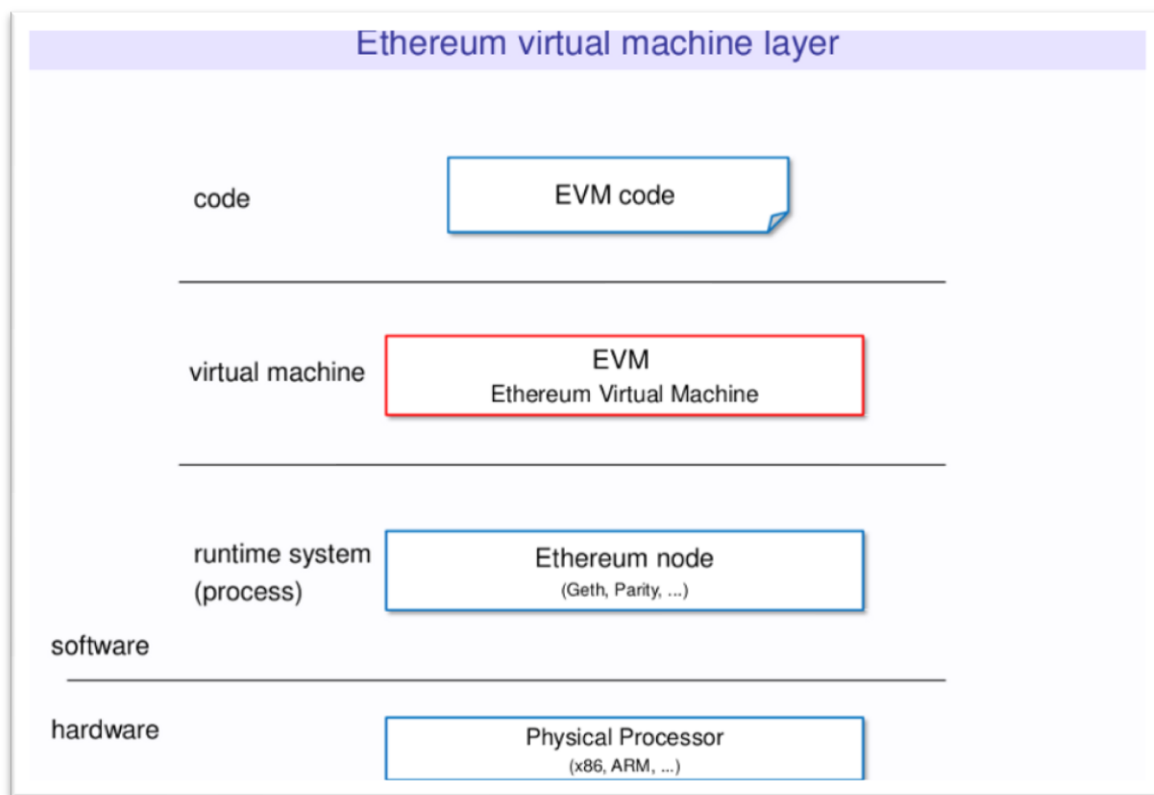 Ethereum virtual machine layer
code
EVM code
virtual machine
EVM
Ethereum Virtual Machine
runtime system
(process)
Ethereum node
(Geth, Parity, ...)
software
hardware
Physical Processor
(x86, ARM, ...)